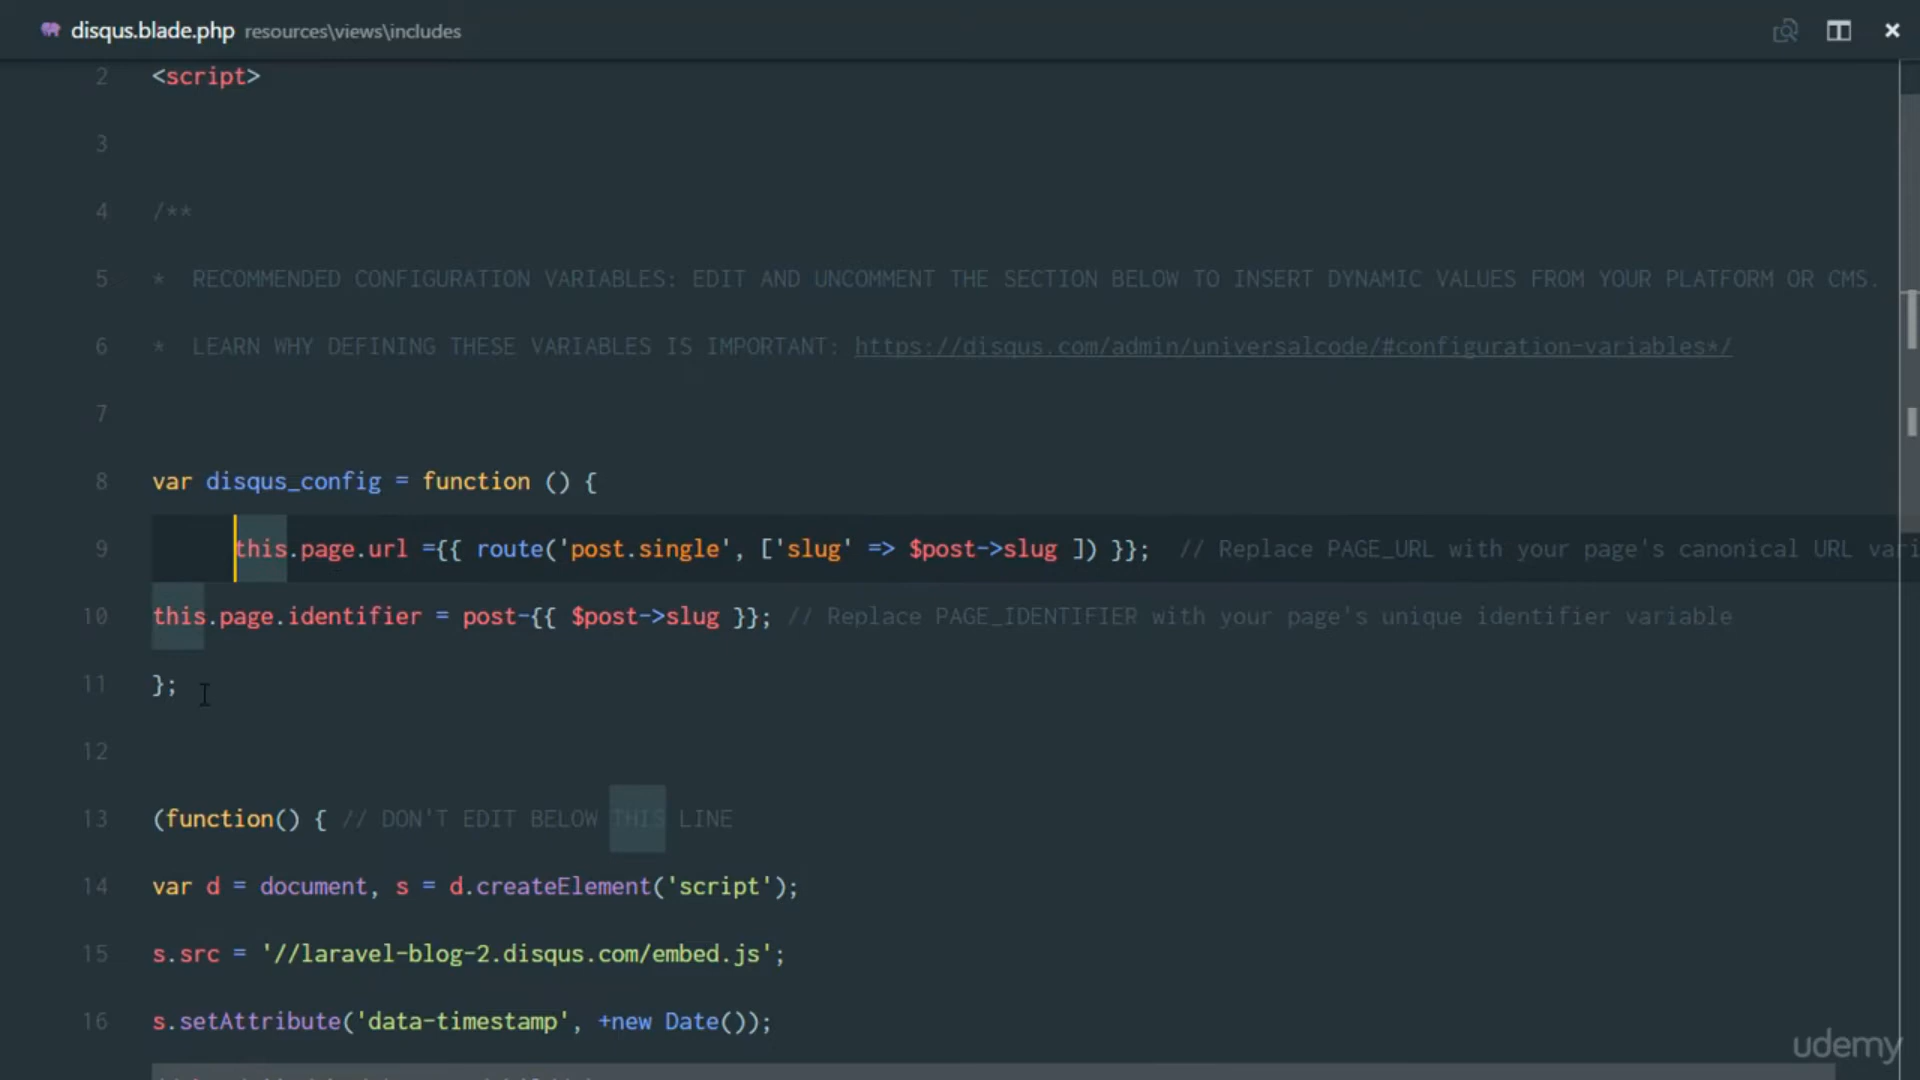 disqus.blade.php resources\views\includes
2 <script>
3
4 /**
5 * RECOMMENDED CONFIGURATION VARIABLES: EDIT AND UNCOMMENT THE SECTION BELOW TO INSERT DYNAMIC VALUES FROM YOUR PLATFORM OR CMS.
6 * LEARN WHY DEFINING THESE VARIABLES IS IMPORTANT: https://disqus.com/admin/universalcode/#configuration-variables*/
7
8 var disqus_config = function () {
9 this.page.url ={{ route('post.single', ['slug' => $post->slug ]) }}; // Replace PAGE_URL with your page's canonical URL vari
10 this.page.identifier = post-{{ $post->slug }}; // Replace PAGE_IDENTIFIER with your page's unique identifier variable
11 };
12
13 (function() { // DON'T EDIT BELOW THIS LINE
14 var d = document, s = d.createElement('script');
15 s.src = '//laravel-blog-2.disqus.com/embed.js';
16 s.setAttribute('data-timestamp', +new Date());
udemy